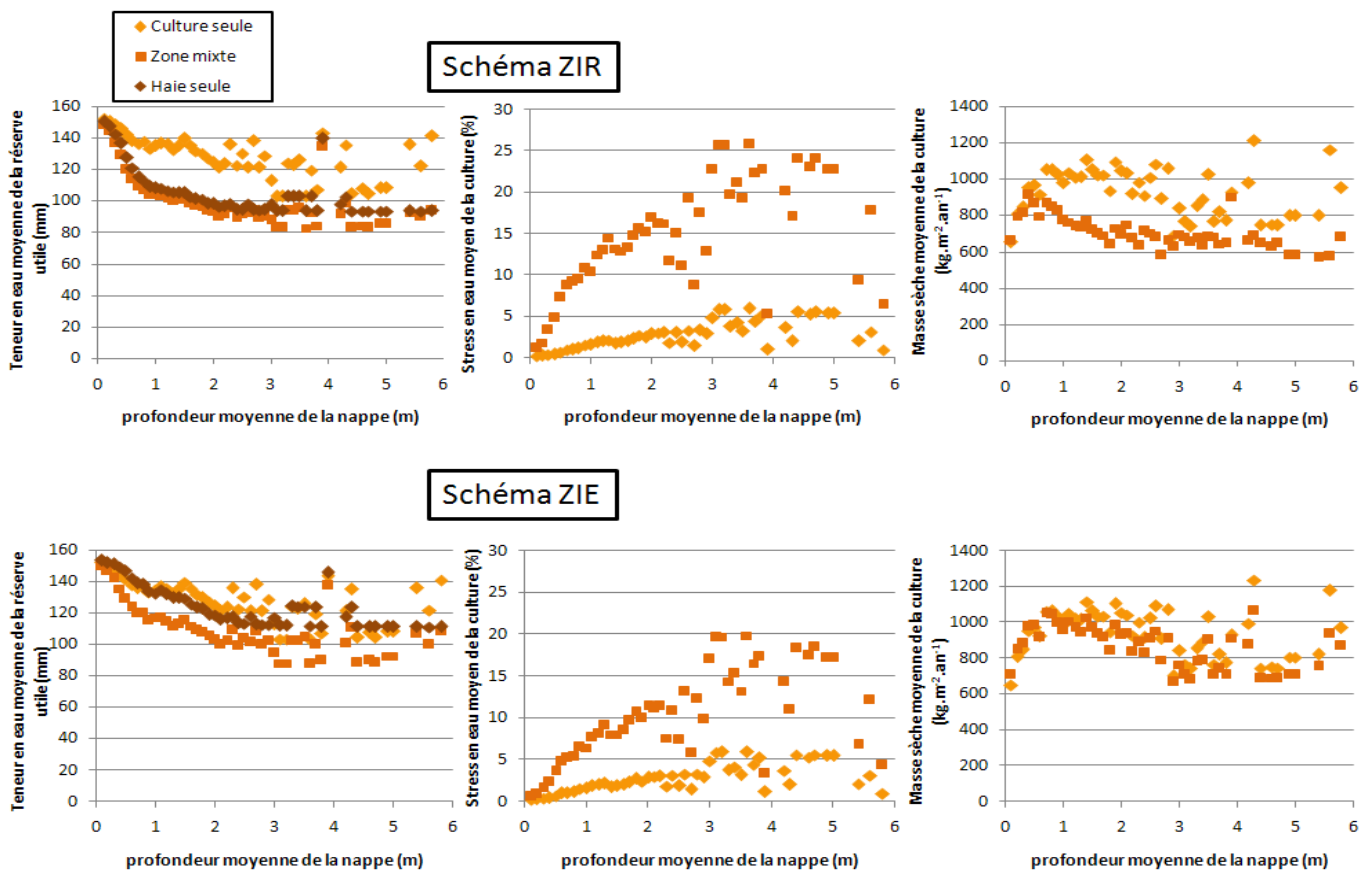 Culture seule
Zone mixte
Haie seule
Schéma ZIR
Teneur en eau moyenne de la réserve
utile (mm)
160
140
120
100
80
60
40
20
0
0 1 2 3 4 5 6
profondeur moyenne de la nappe (m)
Stress en eau moyen de la culture (%)
30
25
20
15
10
5
0
0 1 2 3 4 5 6
profondeur moyenne de la nappe (m)
Masse sèche moyenne de la culture
(kg.m-2.an-1)
1400
1200
1000
800
600
400
200
0
0 1 2 3 4 5 6
profondeur moyenne de la nappe (m)
Schéma ZIE
Teneur en eau moyenne de la réserve
utile (mm)
160
140
120
100
80
60
40
20
0
0 1 2 3 4 5 6
profondeur moyenne de la nappe (m)
Stress en eau moyen de la culture (%)
30
25
20
15
10
5
0
0 1 2 3 4 5 6
profondeur moyenne de la nappe (m)
Masse sèche moyenne de la culture
(kg.m-2.an-1)
1400
1200
1000
800
600
400
200
0
0 1 2 3 4 5 6
profondeur moyenne de la nappe (m)